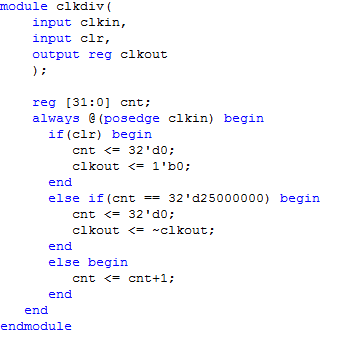 module clkdiv(
    input clkin,
    input clr,
    output reg clkout
    );
    reg [31:0] cnt;
    always @(posedge clkin) begin
      if(clr) begin
         cnt <= 32'd0;
         clkout <= 1'b0;
      end
      else if(cnt == 32'd25000000) begin
         cnt <= 32'd0;
         clkout <= ~clkout;
      end
      else begin
         cnt <= cnt+1;
      end
   end
endmodule